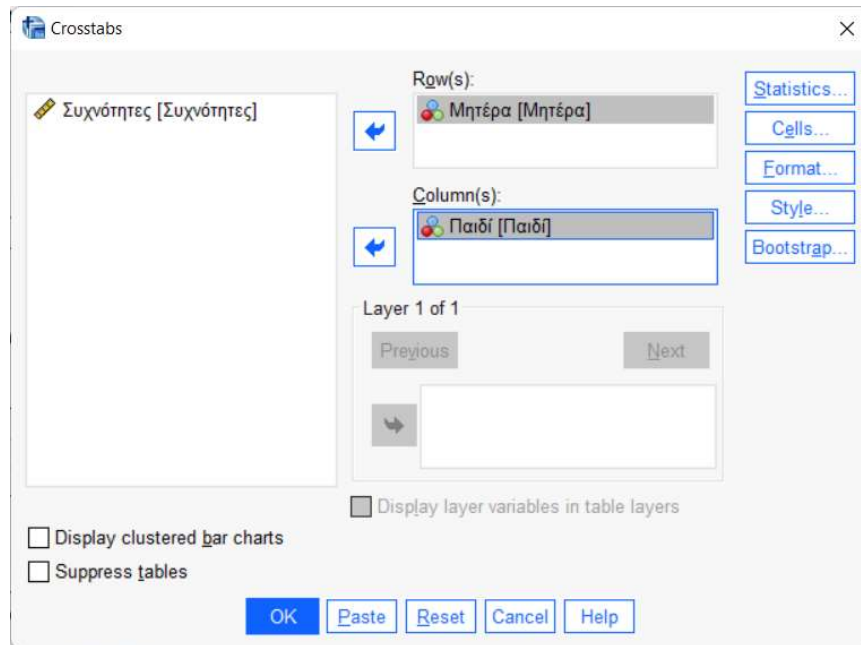 Crosstabs
Συχνότητες [Συχνότητες]
Row(s):
Μητέρα [Μητέρα]
Column(s):
Παιδί [Παιδί]
Layer 1 of 1
Previous
Next
Display layer variables in table layers
Statistics...
Cells...
Format...
Style...
Bootstrap...
Display clustered bar charts
Suppress tables
OK
Paste
Reset
Cancel
Help